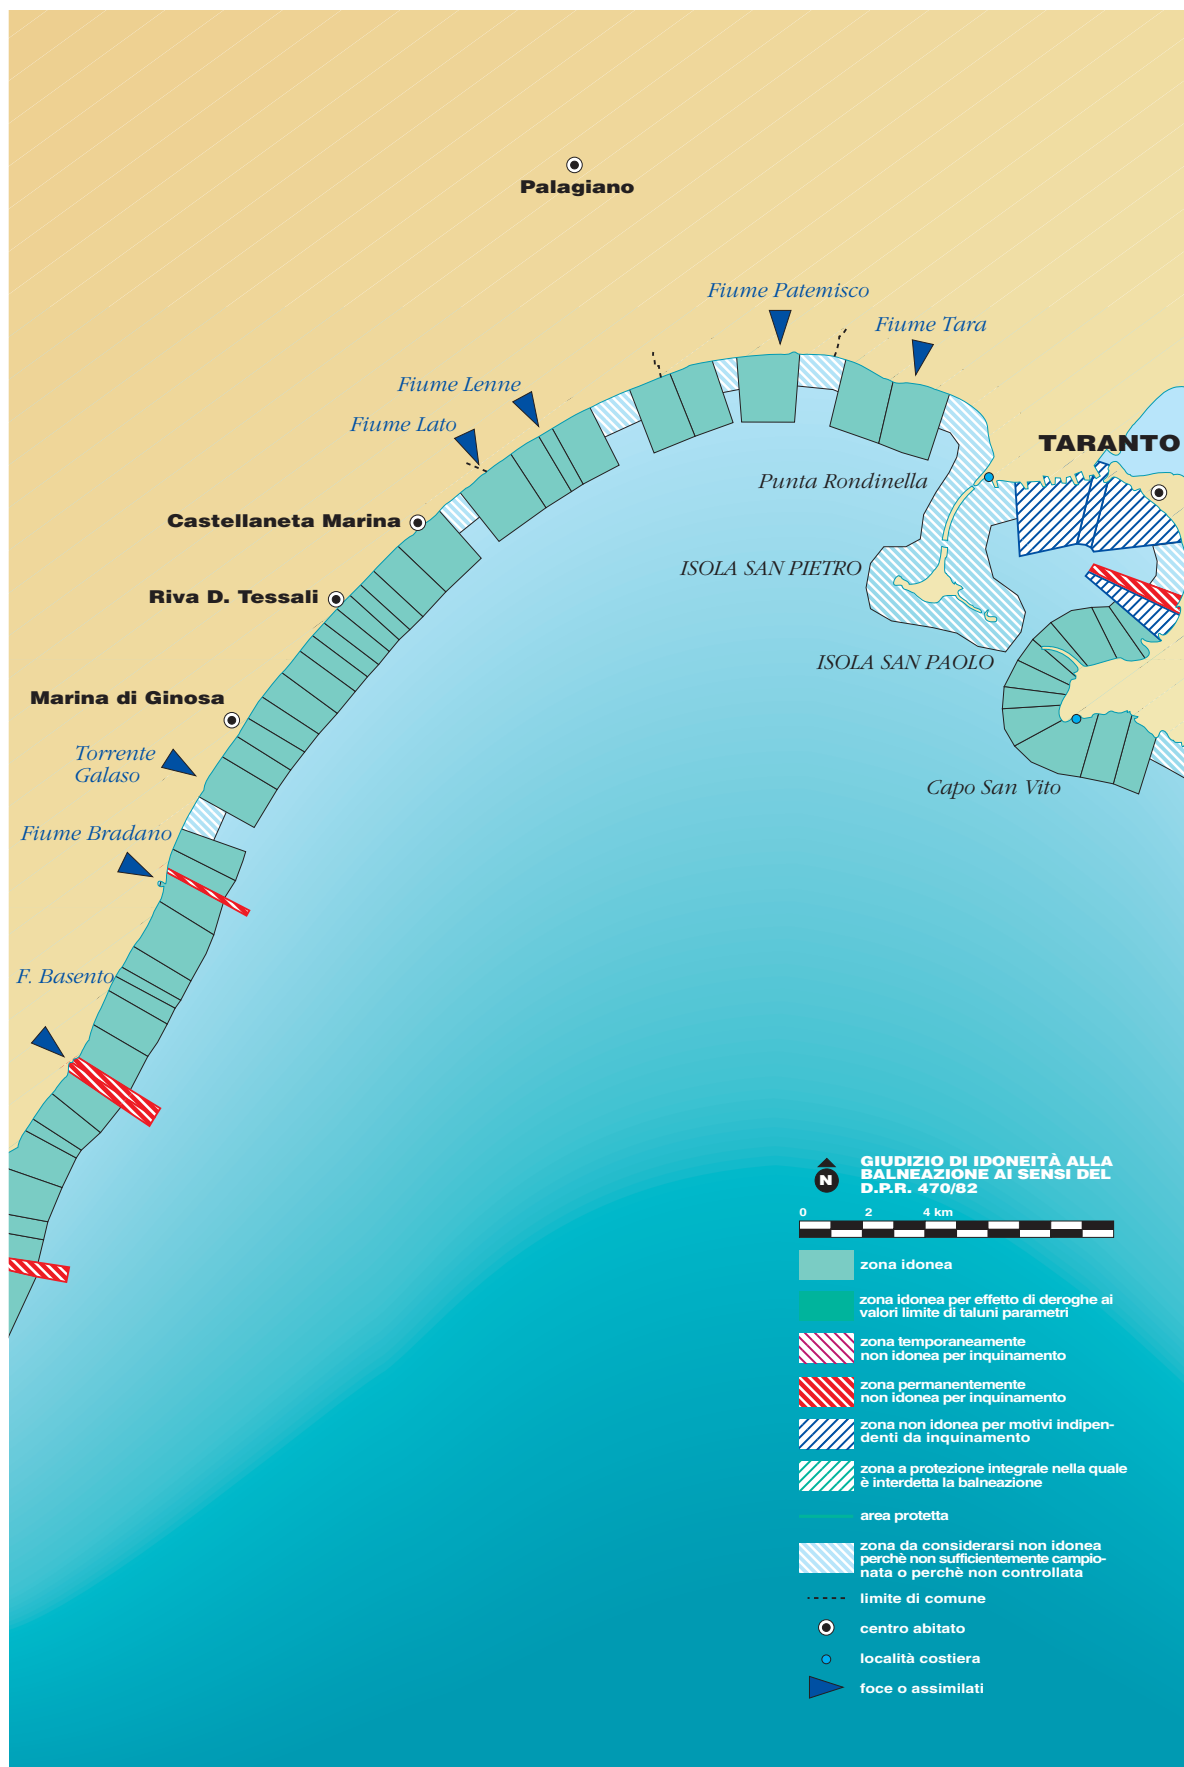 Palagiano
Fiume Patemisco
Fiume Tara
Fiume Lenne
Fiume Lato
TARANTO
Punta Rondinella
Castellaneta Marina
ISOLA SAN PIETRO
Riva D. Tessali
ISOLA SAN PAOLO
Marina di Ginosa
Torrente
Galaso
Capo San Vito
Fiume Bradano
F. Basento
N
GIUDIZIO DI IDONEITÀ ALLA
BALNEAZIONE AI SENSI DEL
D.P.R. 470/82
0 2 4 km
zona idonea
zona idonea per effetto di deroghe ai
valori limite di taluni parametri
zona temporaneamente
non idonea per inquinamento
zona permanentemente
non idonea per inquinamento
zona non idonea per motivi indipen-
denti da inquinamento
zona a protezione integrale nella quale
è interdetta la balneazione
area protetta
zona da considerarsi non idonea
perchè non sufficientemente campio-
nata o perchè non controllata
limite di comune
centro abitato
località costiera
foce o assimilati